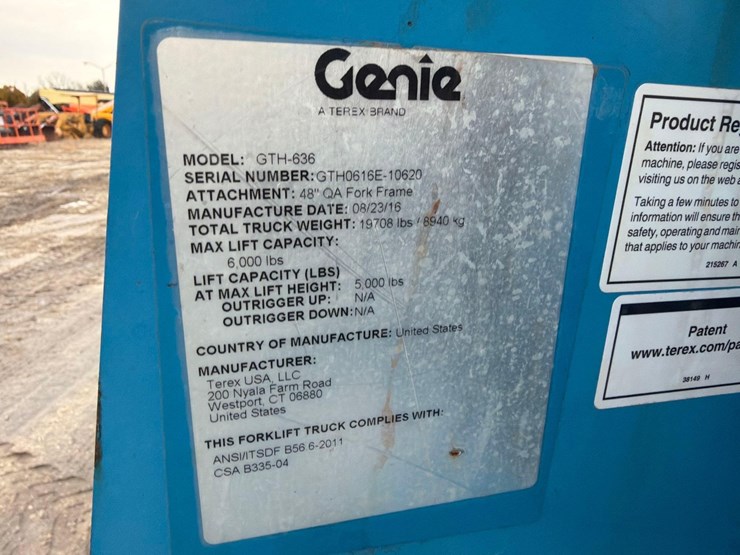 Genie
A TEREX BRAND
MODEL: GTH-636
SERIAL NUMBER: GTH0616E-10620
ATTACHMENT: 48" QA Fork Frame
MANUFACTURE DATE: 08/23/16
TOTAL TRUCK WEIGHT: 19708 lbs / 8940 kg
MAX LIFT CAPACITY:
6,000 lbs
LIFT CAPACITY (LBS)
AT MAX LIFT HEIGHT: 5,000 lbs
OUTRIGGER UP: N/A
OUTRIGGER DOWN: N/A
COUNTRY OF MANUFACTURE: United States
MANUFACTURER:
Terex USA, LLC
200 Nyala Farm Road
Westport, CT 06880
United States
THIS FORKLIFT TRUCK COMPLIES WITH:
ANSI/ITSDF B56.6-2011
CSA B335-04
Product Re
Attention: If you are
machine, please regis
visiting us on the web a
Taking a few minutes to
information will ensure th
safety, operating and main
that applies to your machin
215267 A
Patent
www.terex.com/pa
38149 H